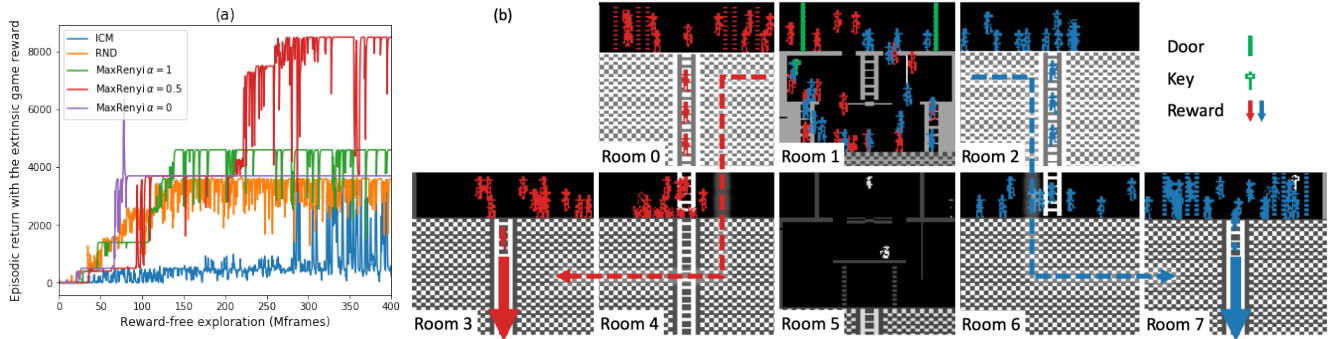 (a)
Episodic return with the extrinsic game reward
8000
6000
4000
2000
0
ICM
RND
MaxRenyi α = 1
MaxRenyi α = 0.5
MaxRenyi α = 0
0 50 100 150 200 250 300 350 400
Reward-free exploration (Mframes)
(b)
Room 0
Room 1
Room 2
Door
Key
Reward
Room 3
Room 4
Room 5
Room 6
Room 7